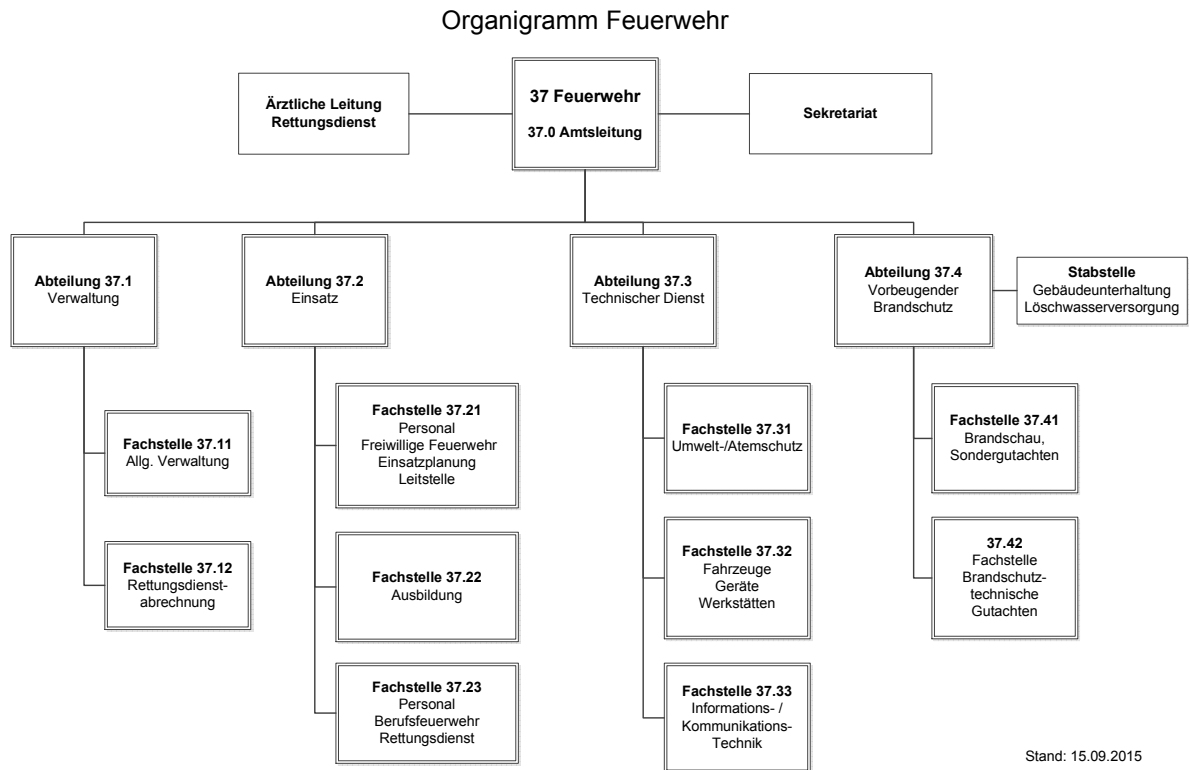 Organigramm Feuerwehr
Ärztliche Leitung
Rettungsdienst
37 Feuerwehr
37.0 Amtsleitung
Sekretariat
Abteilung 37.1
Verwaltung
Abteilung 37.2
Einsatz
Abteilung 37.3
Technischer Dienst
Abteilung 37.4
Vorbeugender
Brandschutz
Stabstelle
Gebäudeunterhaltung
Löschwasserversorgung
Fachstelle 37.11
Allg. Verwaltung
Fachstelle 37.12
Rettungsdienst-
abrechnung
Fachstelle 37.21
Personal
Freiwillige Feuerwehr
Einsatzplanung
Leitstelle
Fachstelle 37.22
Ausbildung
Fachstelle 37.23
Personal
Berufsfeuerwehr
Rettungsdienst
Fachstelle 37.31
Umwelt-/Atemschutz
Fachstelle 37.32
Fahrzeuge
Geräte
Werkstätten
Fachstelle 37.33
Informations- /
Kommunikations-
Technik
Fachstelle 37.41
Brandschau,
Sondergutachten
37.42
Fachstelle
Brandschutz-
technische
Gutachten
Stand: 15.09.2015